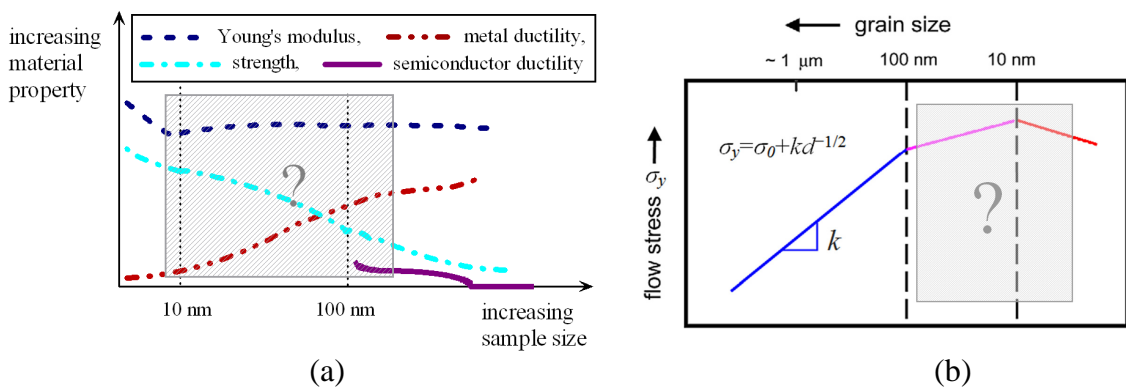 increasing
material
property
Young's modulus, metal ductility,
strength, semiconductor ductility
?
10 nm 100 nm increasing
sample size
(a)
grain size
~ 1 μm 100 nm 10 nm
σy=σ0+kd−1/2
flow stress σy
k
?
(b)